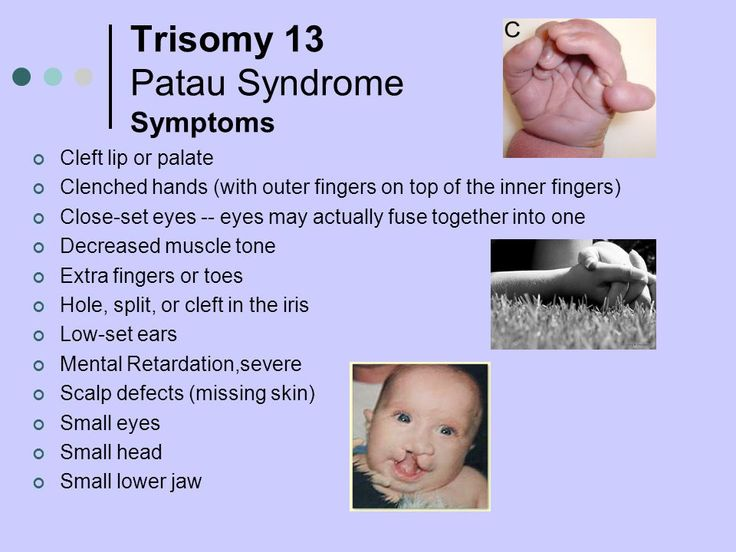 Trisomy 13
Patau Syndrome
Symptoms
C
Cleft lip or palate
Clenched hands (with outer fingers on top of the inner fingers)
Close-set eyes -- eyes may actually fuse together into one
Decreased muscle tone
Extra fingers or toes
Hole, split, or cleft in the iris
Low-set ears
Mental Retardation,severe
Scalp defects (missing skin)
Small eyes
Small head
Small lower jaw